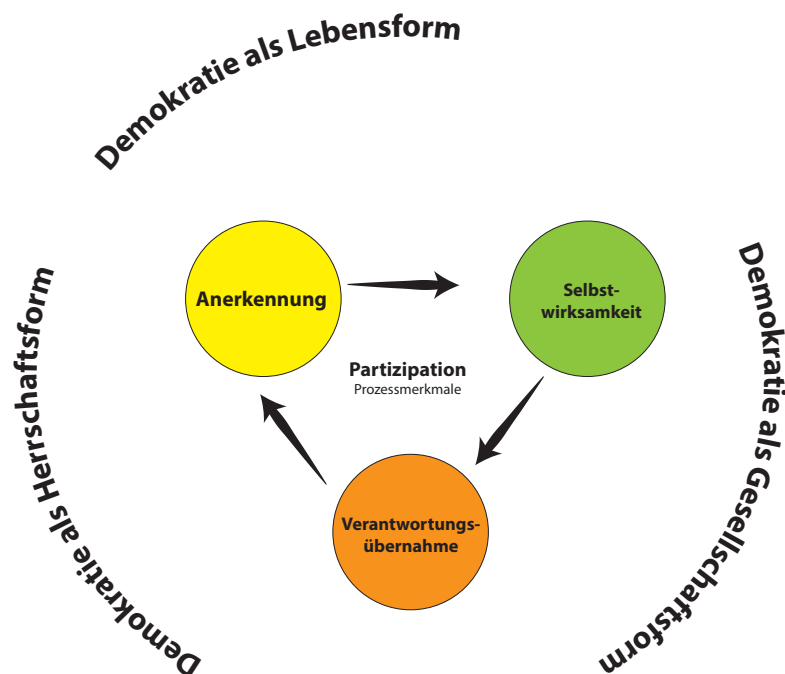 Demokratie als Lebensform
Anerkennung
Selbst-
wirksamkeit
Partizipation
Prozessmerkmale
Verantwortungs-
übernahme
Demokratie als Herrschaftsform
Demokratie als Gesellschaftsform